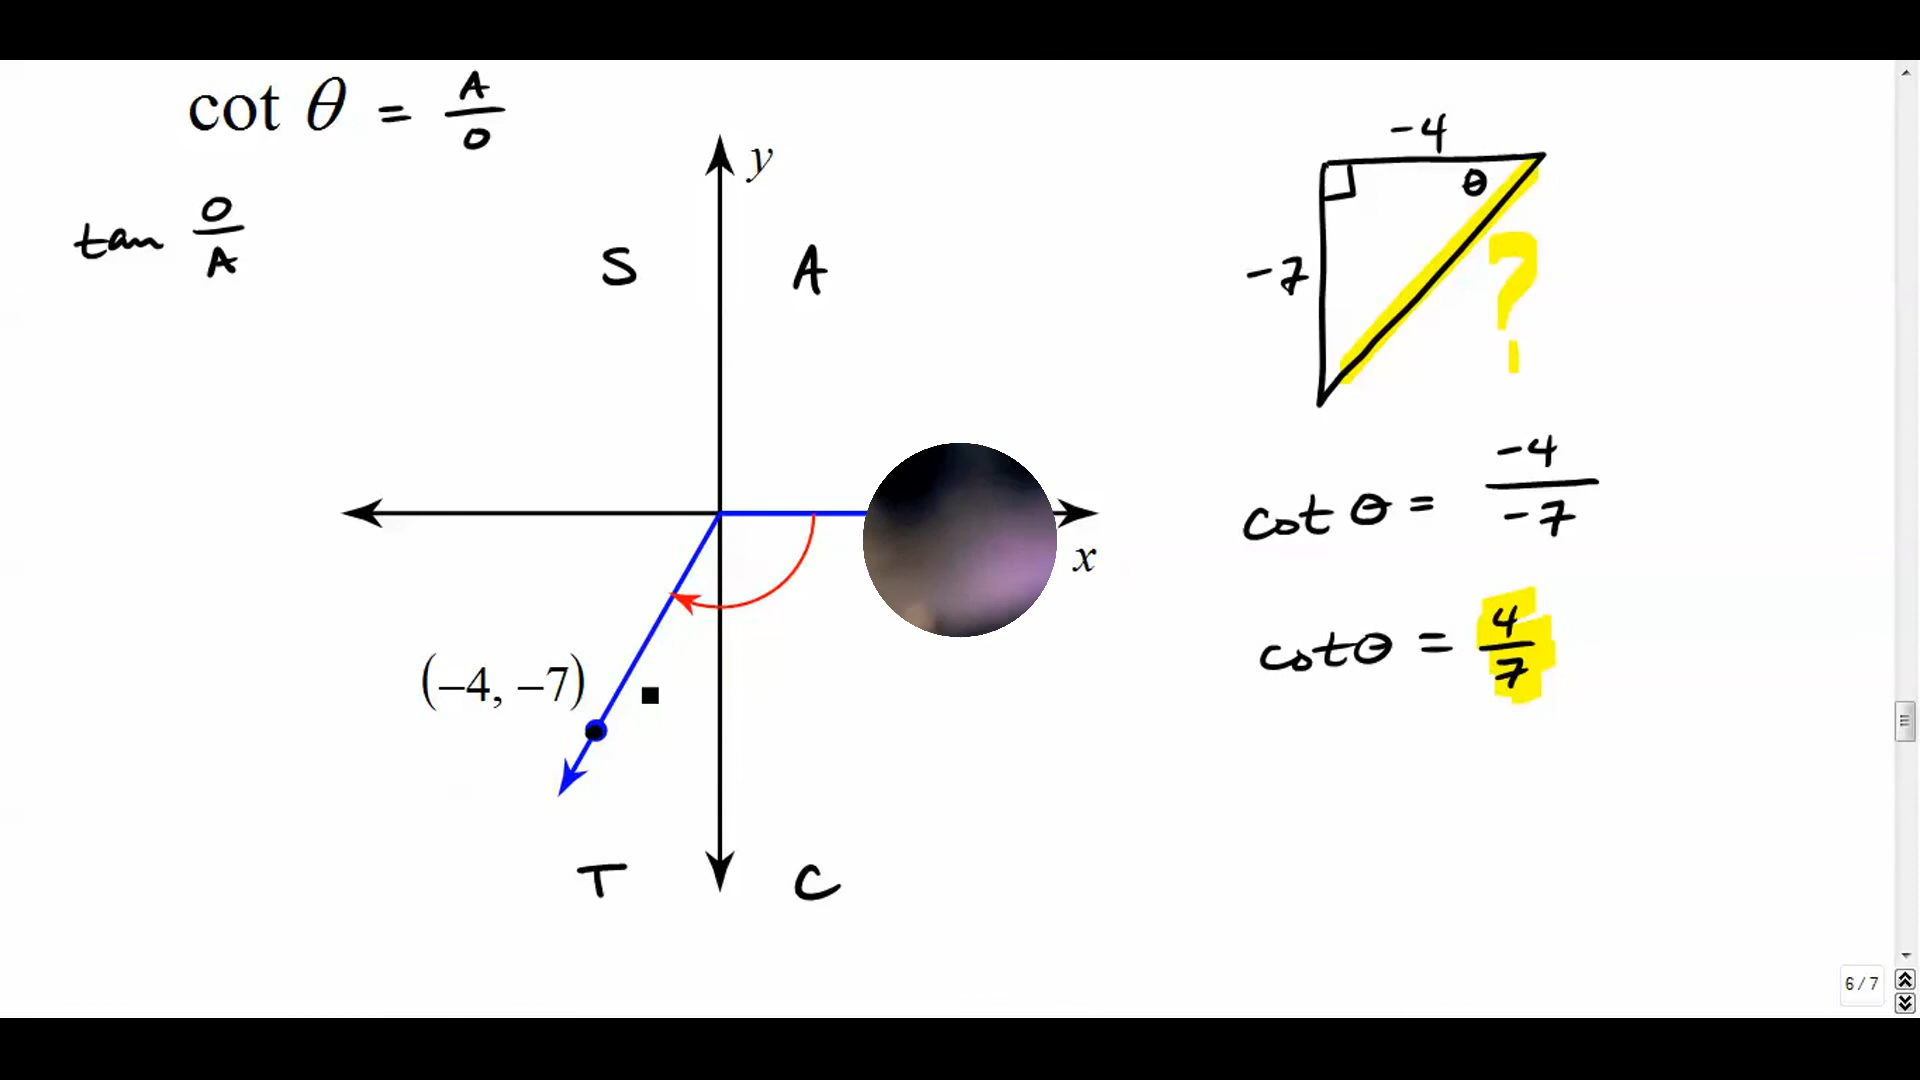 cot θ = A/O
tan O/A
y
S A
x
(−4, −7)
T C
-4
θ
-7
?
cot θ = -4/-7
cot θ = 4/7
6 / 7